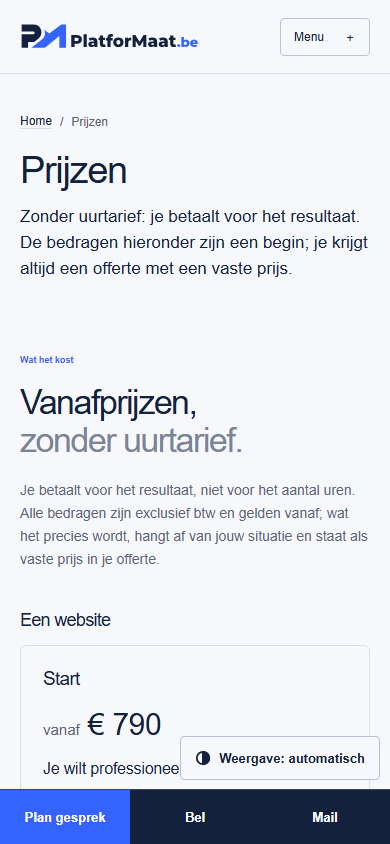 PM PlatforMaat.be
Menu +
Home / Prijzen
Prijzen
Zonder uurtarief: je betaalt voor het resultaat.
De bedragen hieronder zijn een begin; je krijgt
altijd een offerte met een vaste prijs.
Wat het kost
Vanafprijzen,
zonder uurtarief.
Je betaalt voor het resultaat, niet voor het aantal uren.
Alle bedragen zijn exclusief btw en gelden vanaf; wat
het precies wordt, hangt af van jouw situatie en staat als
vaste prijs in je offerte.
Een website
Start
vanaf € 790
Je wilt professionee
Weergave: automatisch
Plan gesprek Bel Mail